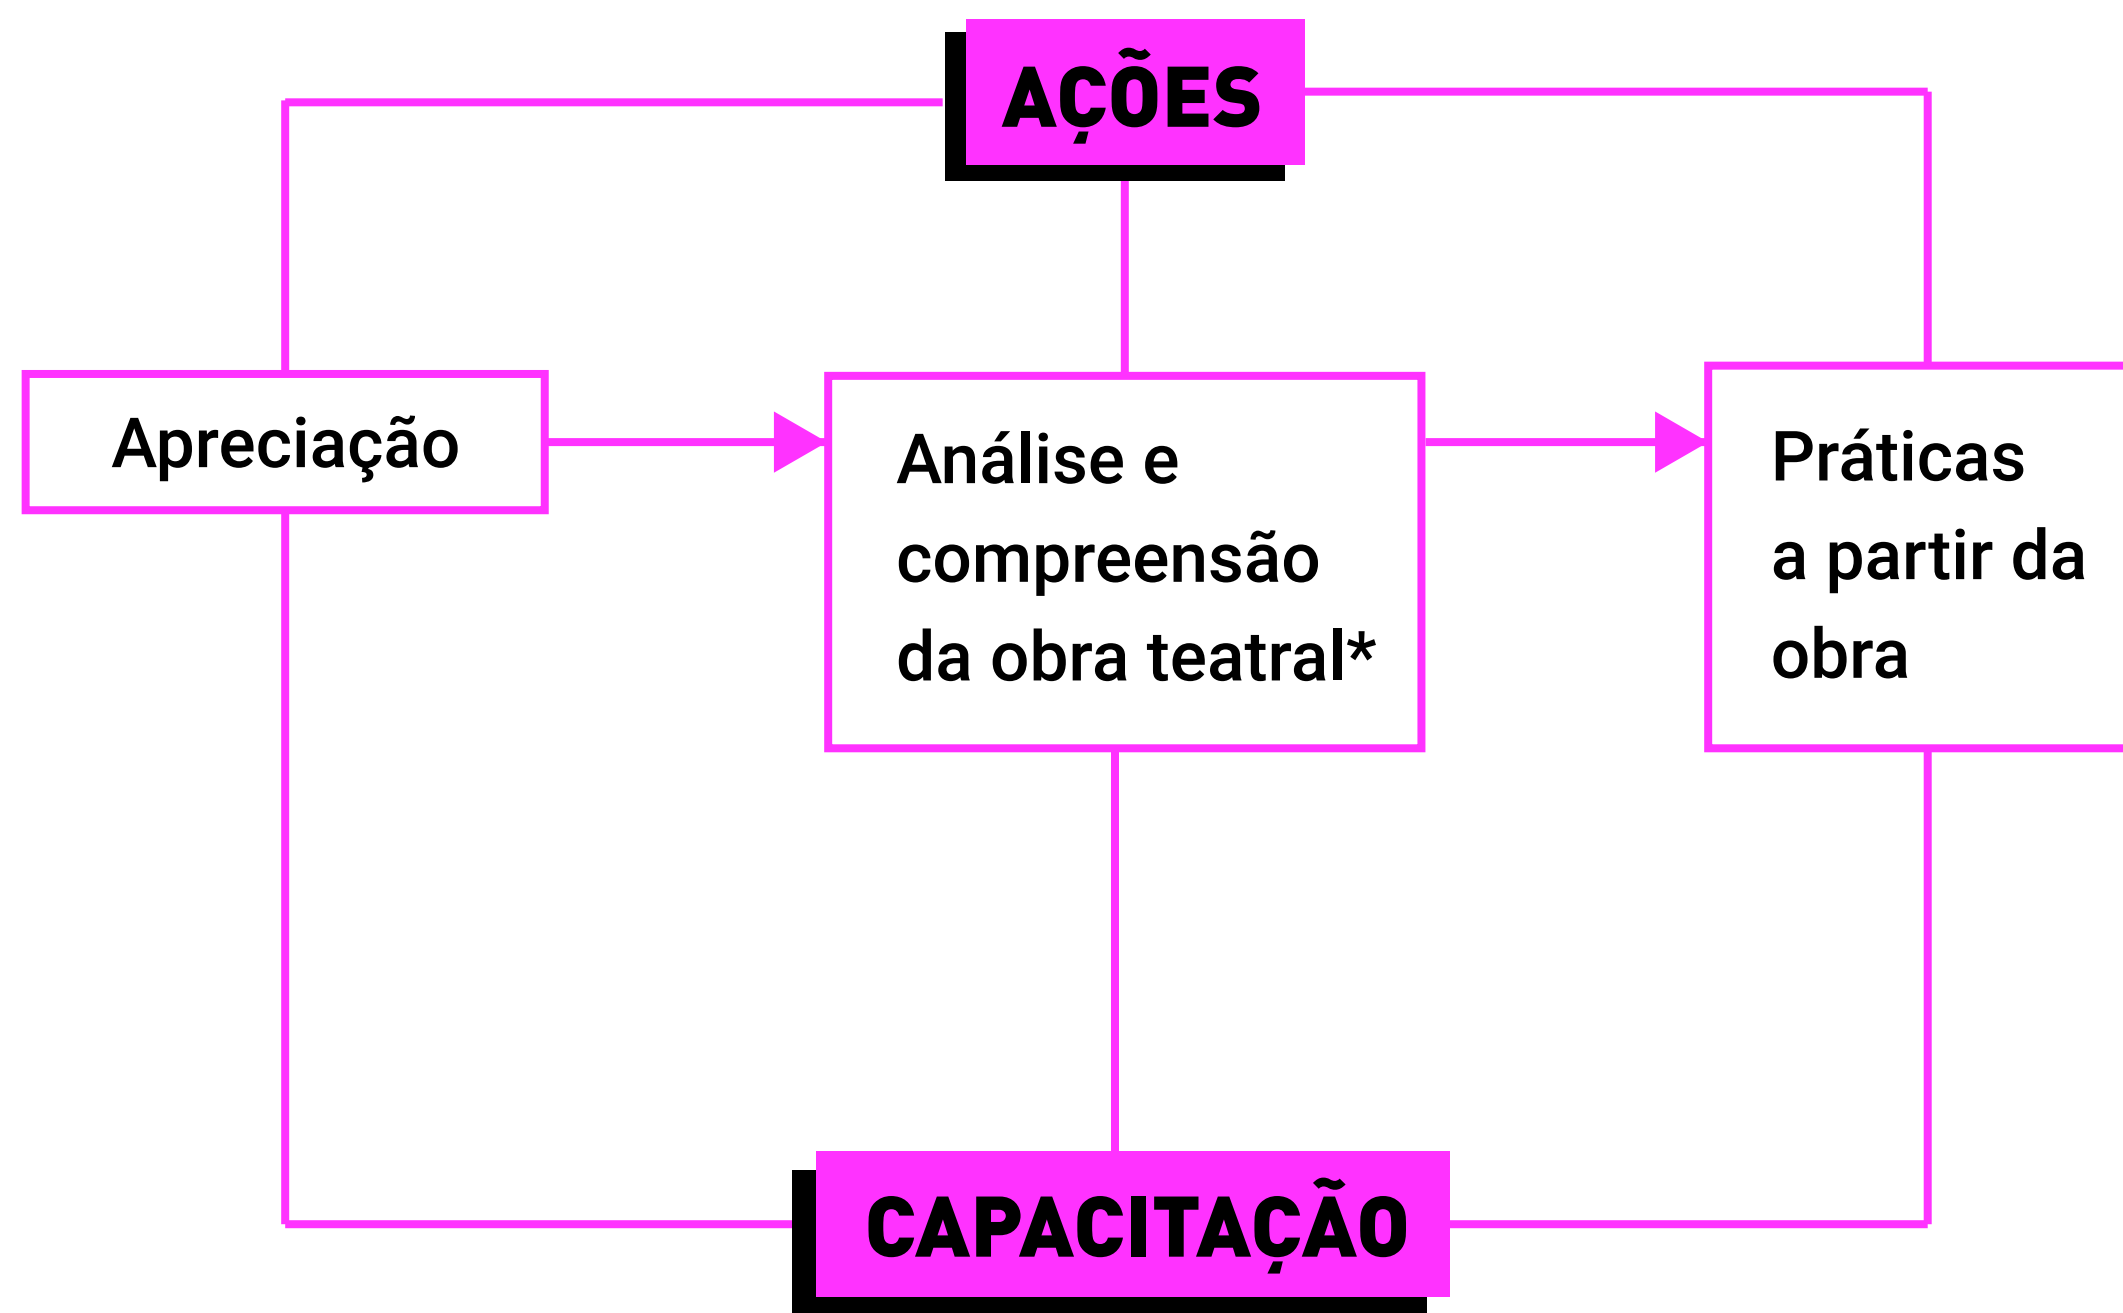 AÇÕES
Apreciação
Análise e
compreensão
da obra teatral*
Práticas
a partir da
obra
CAPACITAÇÃO